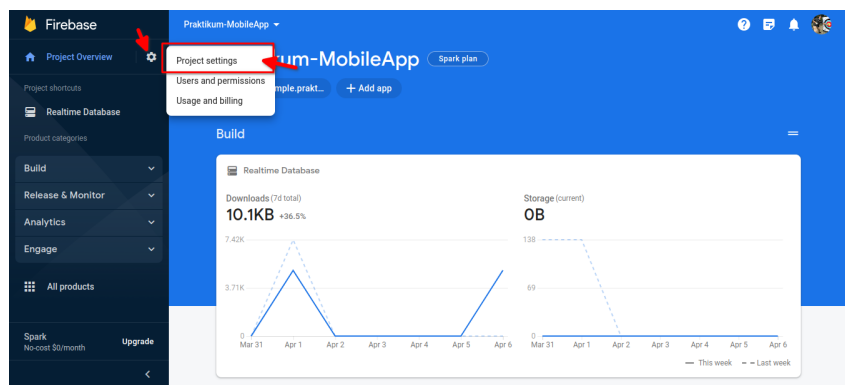 Firebase
Praktikum-MobileApp
Project Overview
Project settings
Users and permissions
Usage and billing
um-MobileApp
Spark plan
mple.prakt...
+ Add app
Project shortcuts
Realtime Database
Product categories
Build
Release & Monitor
Analytics
Engage
All products
Spark
No-cost $0/month
Upgrade
Build
Realtime Database
Downloads (7d total)
10.1KB +36.5%
7.42K
3.71K
0
Mar 31 Apr 1 Apr 2 Apr 3 Apr 4 Apr 5 Apr 6
Storage (current)
0B
138
69
0
Mar 31 Apr 1 Apr 2 Apr 3 Apr 4 Apr 5 Apr 6
This week Last week